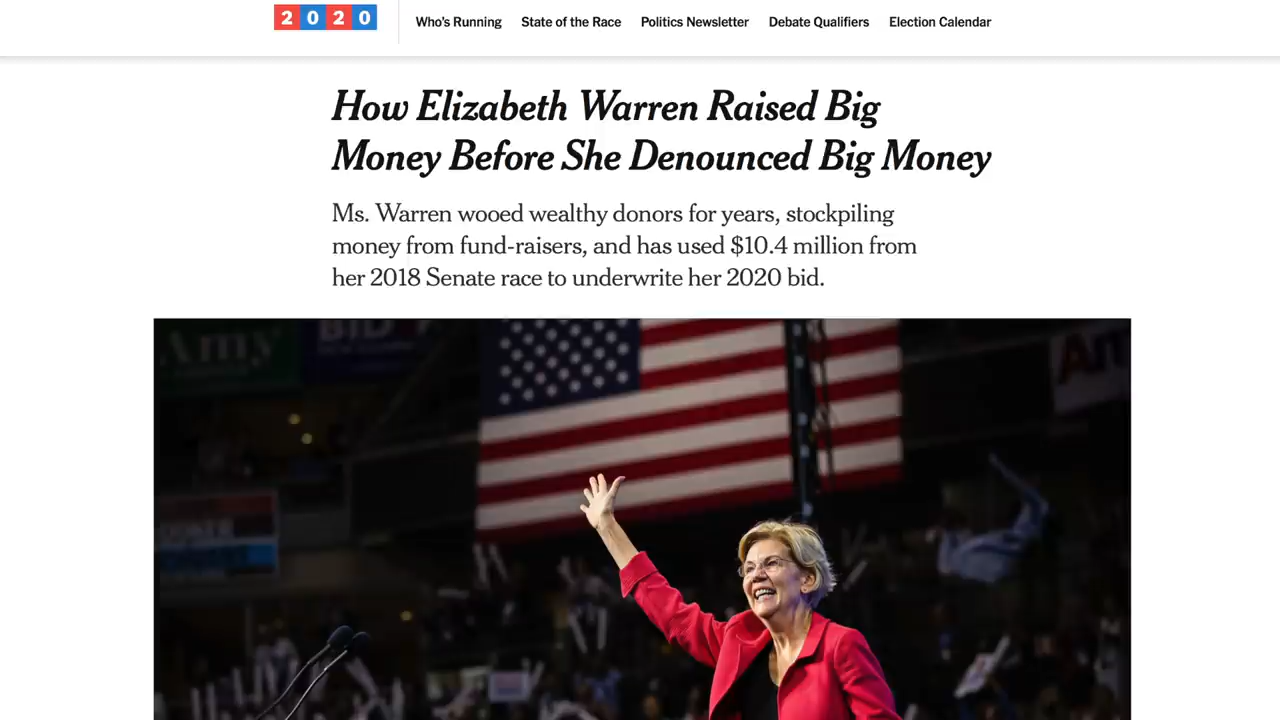 2020
Who's Running State of the Race Politics Newsletter Debate Qualifiers Election Calendar
How Elizabeth Warren Raised Big
Money Before She Denounced Big Money
Ms. Warren wooed wealthy donors for years, stockpiling
money from fund-raisers, and has used $10.4 million from
her 2018 Senate race to underwrite her 2020 bid.
Amy